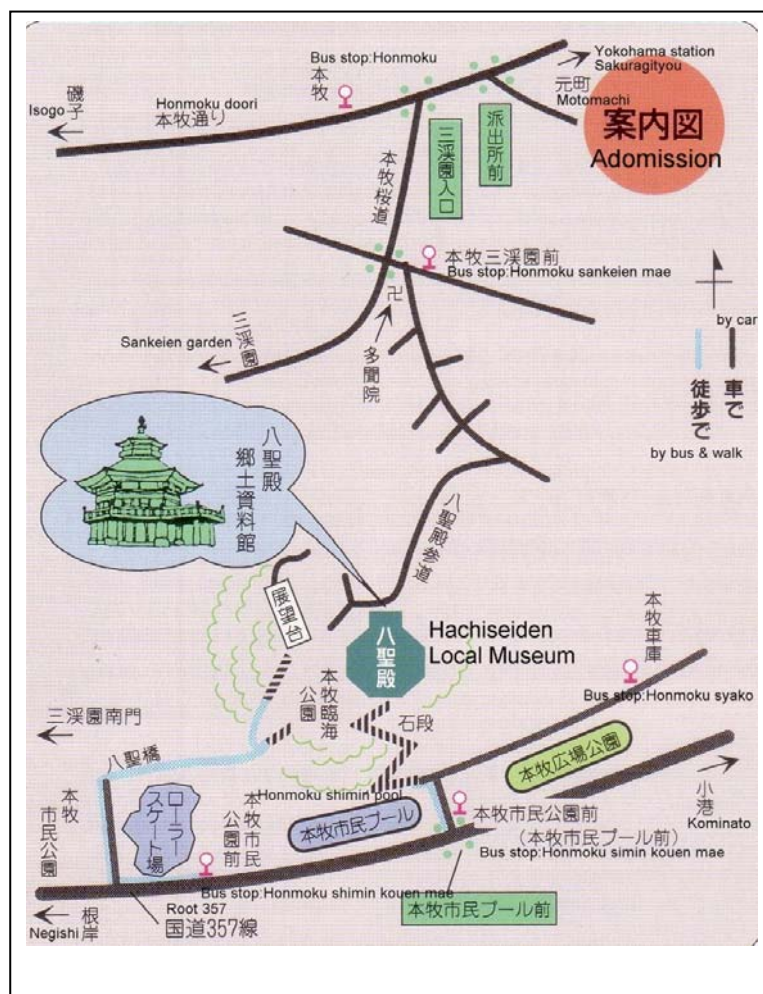 Bus stop:Honmoku
本牧
Yokohama station
Sakuragityou
元町
Motomachi
案内図
Adomission
磯子
Isogo
Honmoku doori
本牧通り
派出所前
三溪園入口
本牧桜道
本牧三溪園前
Bus stop:Honmoku sankeien mae
卍
多聞院
三溪園
Sankeien garden
by car
車で
徒歩で
by bus & walk
八聖殿
郷土資料館
八聖殿参道
展望台
八聖殿
Hachiseiden
Local Museum
本牧車庫
Bus stop:Honmoku syako
本牧臨海
公園
石段
三溪園南門
八聖橋
本牧広場公園
小港
Kominato
Honmoku shimin pool
本牧市民プール
本牧市民公園前
(本牧市民プール前)
Bus stop:Honmoku simin kouen mae
本牧
市民公園
ローラー
スケート場
本牧市民
公園前
Bus stop:Honmoku shimin kouen mae
本牧市民プール前
Root 357
国道357線
根岸
Negishi